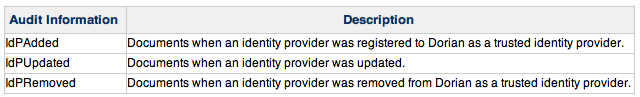 Audit Information Description
IdPAdded Documents when an identity provider was registered to Dorian as a trusted identity provider.
IdPUpdated Documents when an identity provider was updated.
IdPRemoved Documents when an identity provider was removed from Dorian as a trusted identity provider.